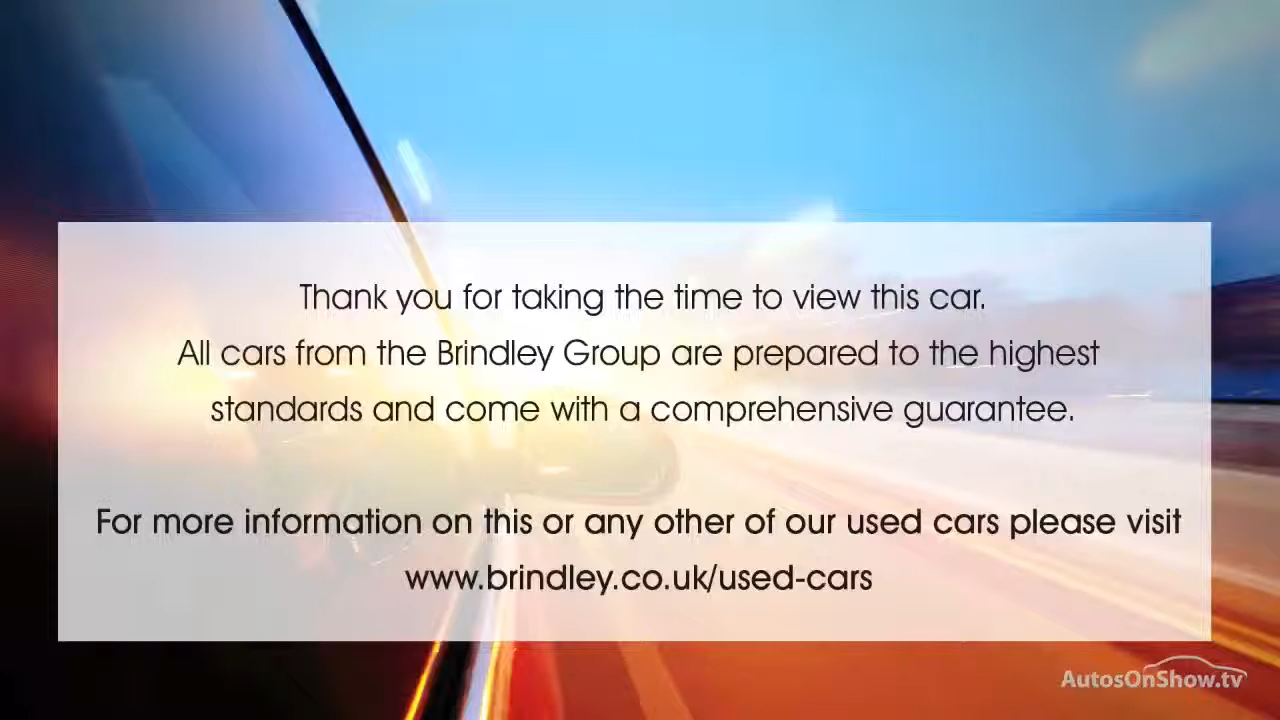 Thank you for taking the time to view this car.
All cars from the Brindley Group are prepared to the highest
standards and come with a comprehensive guarantee.
For more information on this or any other of our used cars please visit
www.brindley.co.uk/used-cars
AutosOnShow.tv